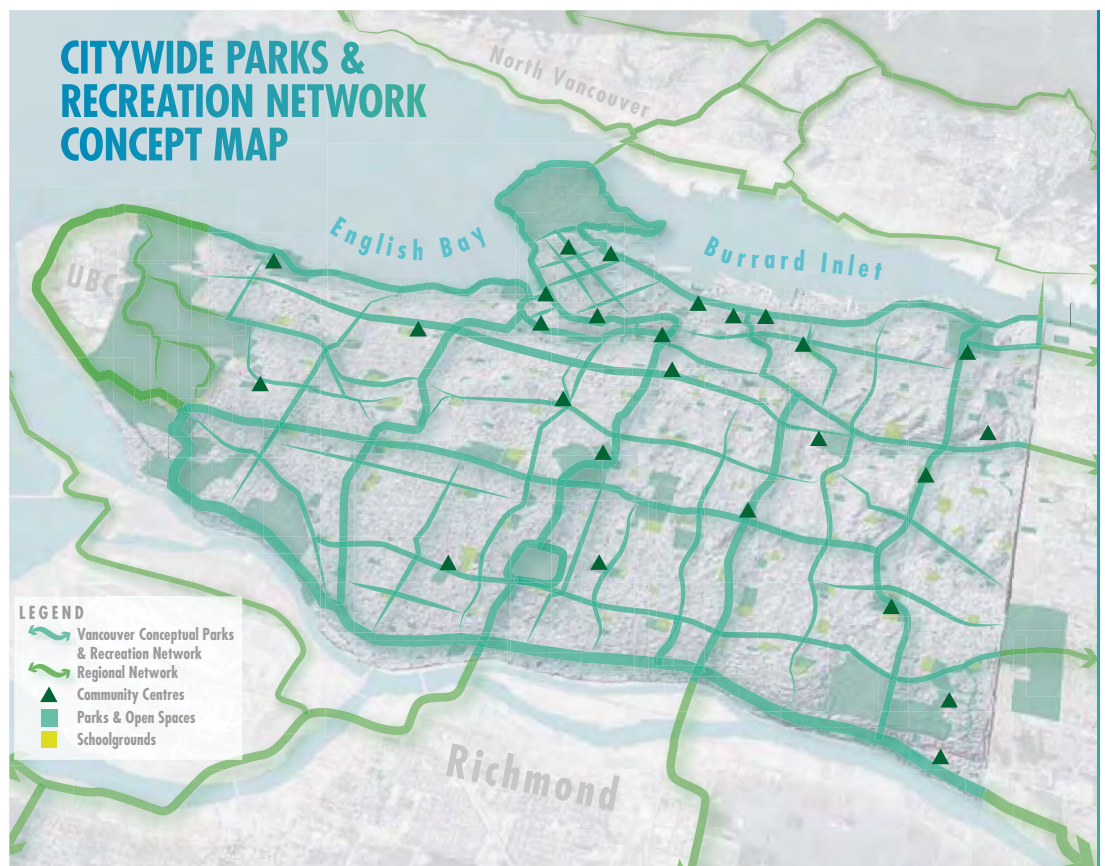 CITYWIDE PARKS &
RECREATION NETWORK
CONCEPT MAP
North Vancouver
English Bay
Burrard Inlet
UBC
LEGEND
Vancouver Conceptual Parks
& Recreation Network
Regional Network
Community Centres
Parks & Open Spaces
Schoolgrounds
Richmond